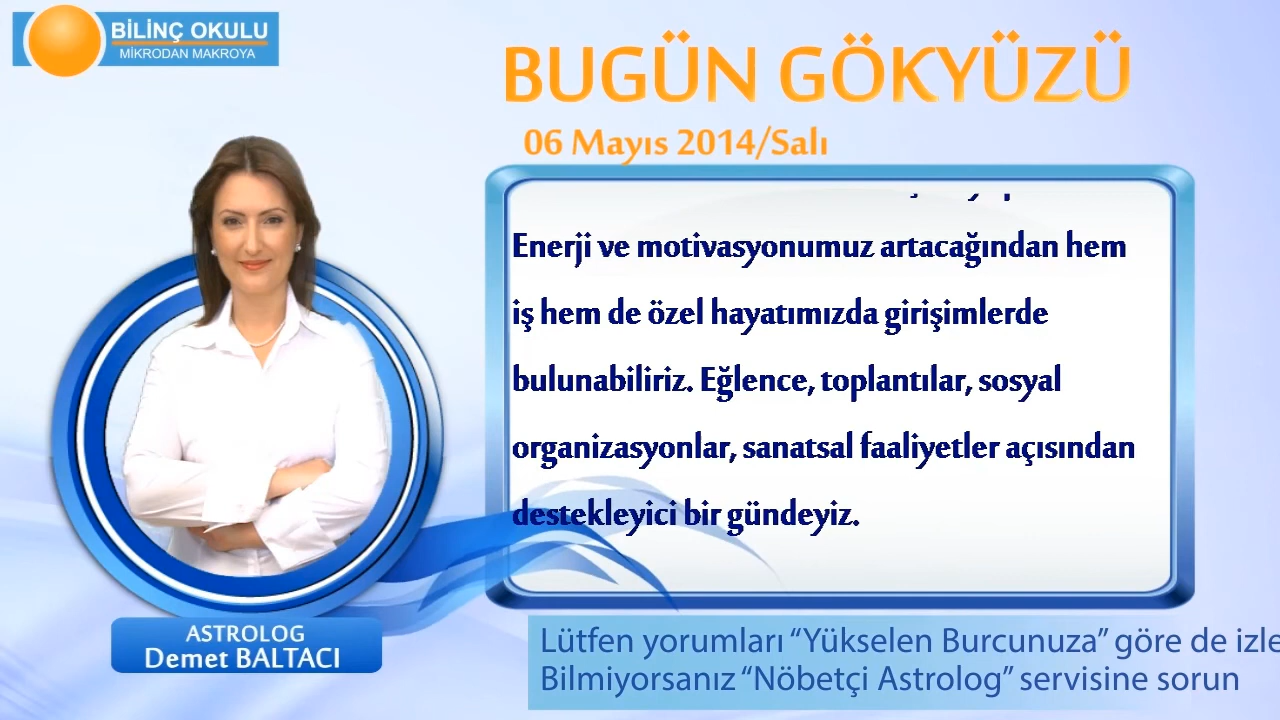 BİLİNÇ OKULU
MİKRODAN MAKROYA
BUGÜN GÖKYÜZÜ
06 Mayıs 2014/Salı
Enerji ve motivasyonumuz artacağından hem
iş hem de özel hayatımızda girişimlerde
bulunabiliriz. Eğlence, toplantılar, sosyal
organizasyonlar, sanatsal faaliyetler açısından
destekleyici bir gündeyiz.
ASTROLOG
Demet BALTACI
Lütfen yorumları “Yükselen Burcunuza” göre de izle
Bilmiyorsanız “Nöbetçi Astrolog” servisine sorun